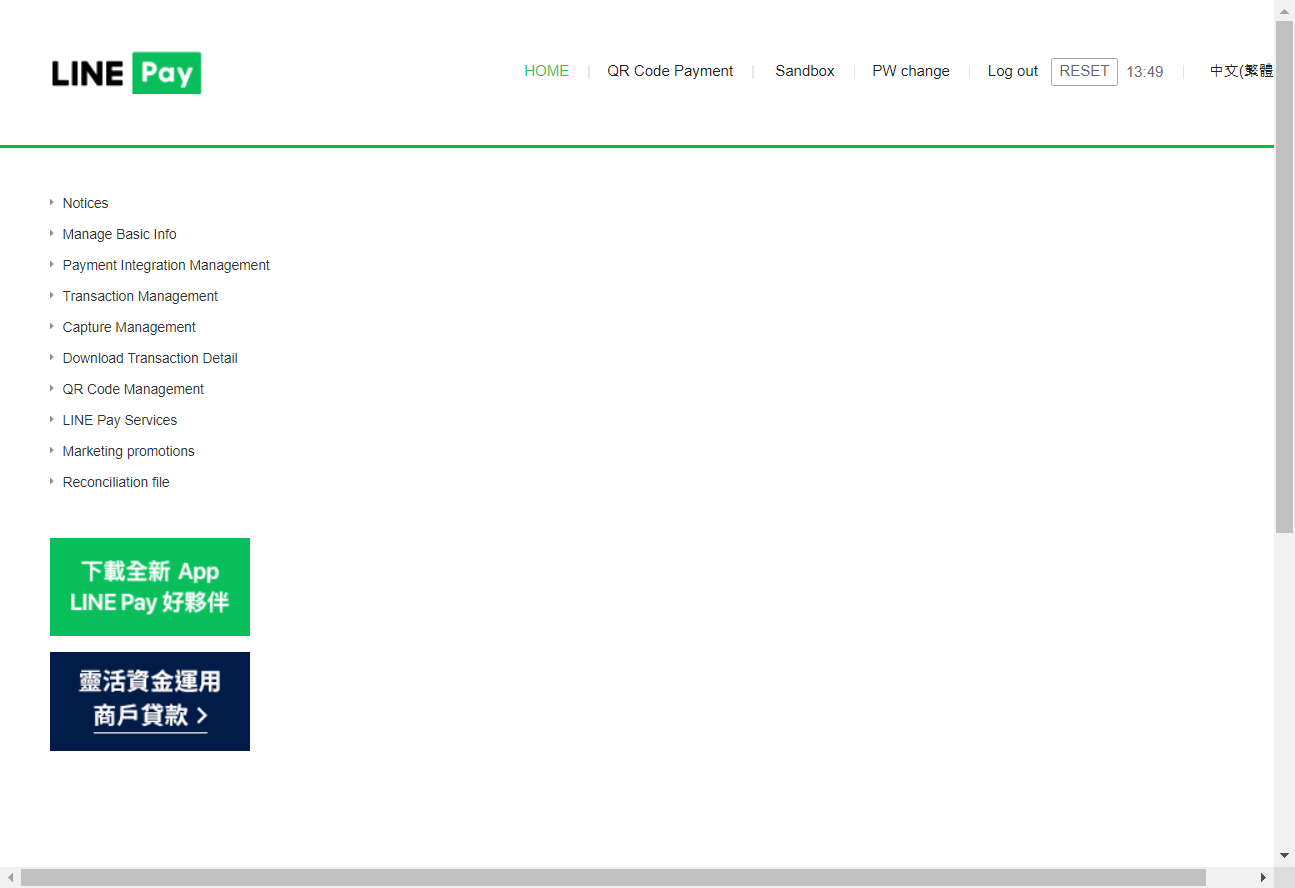 LINE Pay
HOME
QR Code Payment
Sandbox
PW change
Log out
RESET
13:49
中文(繁體
Notices
Manage Basic Info
Payment Integration Management
Transaction Management
Capture Management
Download Transaction Detail
QR Code Management
LINE Pay Services
Marketing promotions
Reconciliation file
下載全新 App
LINE Pay 好夥伴
靈活資金運用
商戶貸款